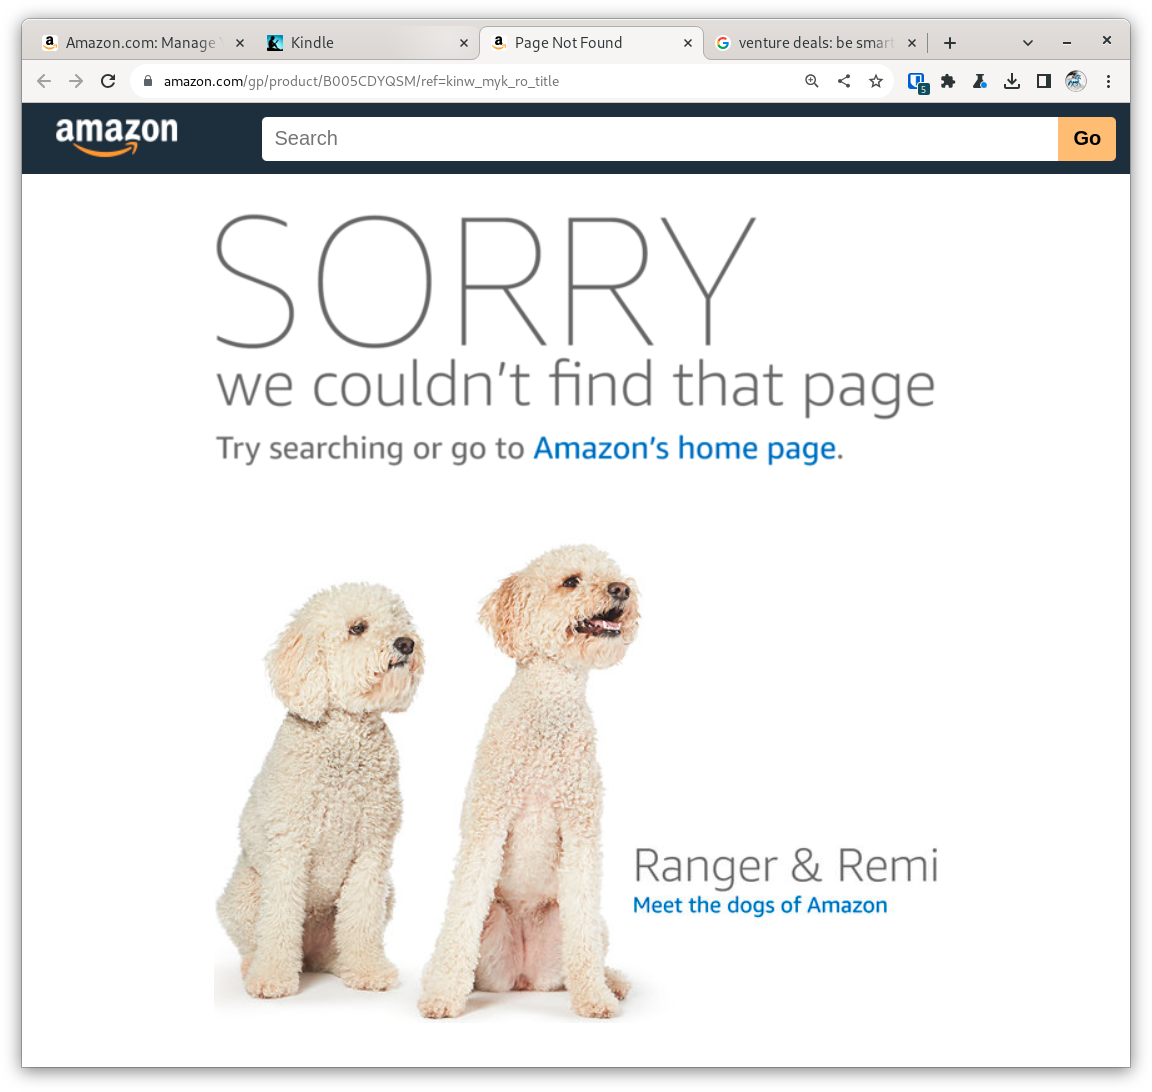 Amazon.com: Manage Y
Kindle
Page Not Found
venture deals: be smart
amazon.com/gp/product/B005CDYQSM/ref=kinw_myk_ro_title
5
amazon
Search
Go
SORRY
we couldn't find that page
Try searching or go to Amazon's home page.
Ranger & Remi
Meet the dogs of Amazon